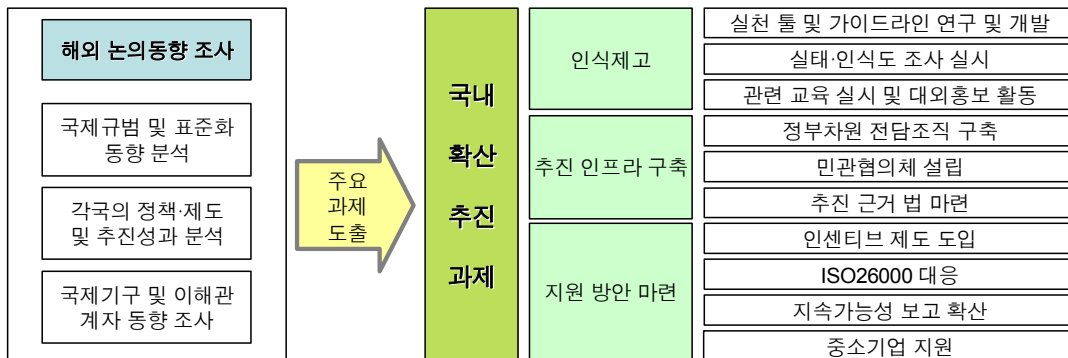 해외 논의동향 조사
국제규범 및 표준화
동향 분석
각국의 정책·제도
및 추진성과 분석
국제기구 및 이해관
계자 동향 조사
주요
과제
도출
국내
확산
추진
과제
인식제고
실천 툴 및 가이드라인 연구 및 개발
실태·인식도 조사 실시
관련 교육 실시 및 대외홍보 활동
추진 인프라 구축
정부차원 전담조직 구축
민관협의체 설립
추진 근거 법 마련
지원 방안 마련
인센티브 제도 도입
ISO26000 대응
지속가능성 보고 확산
중소기업 지원